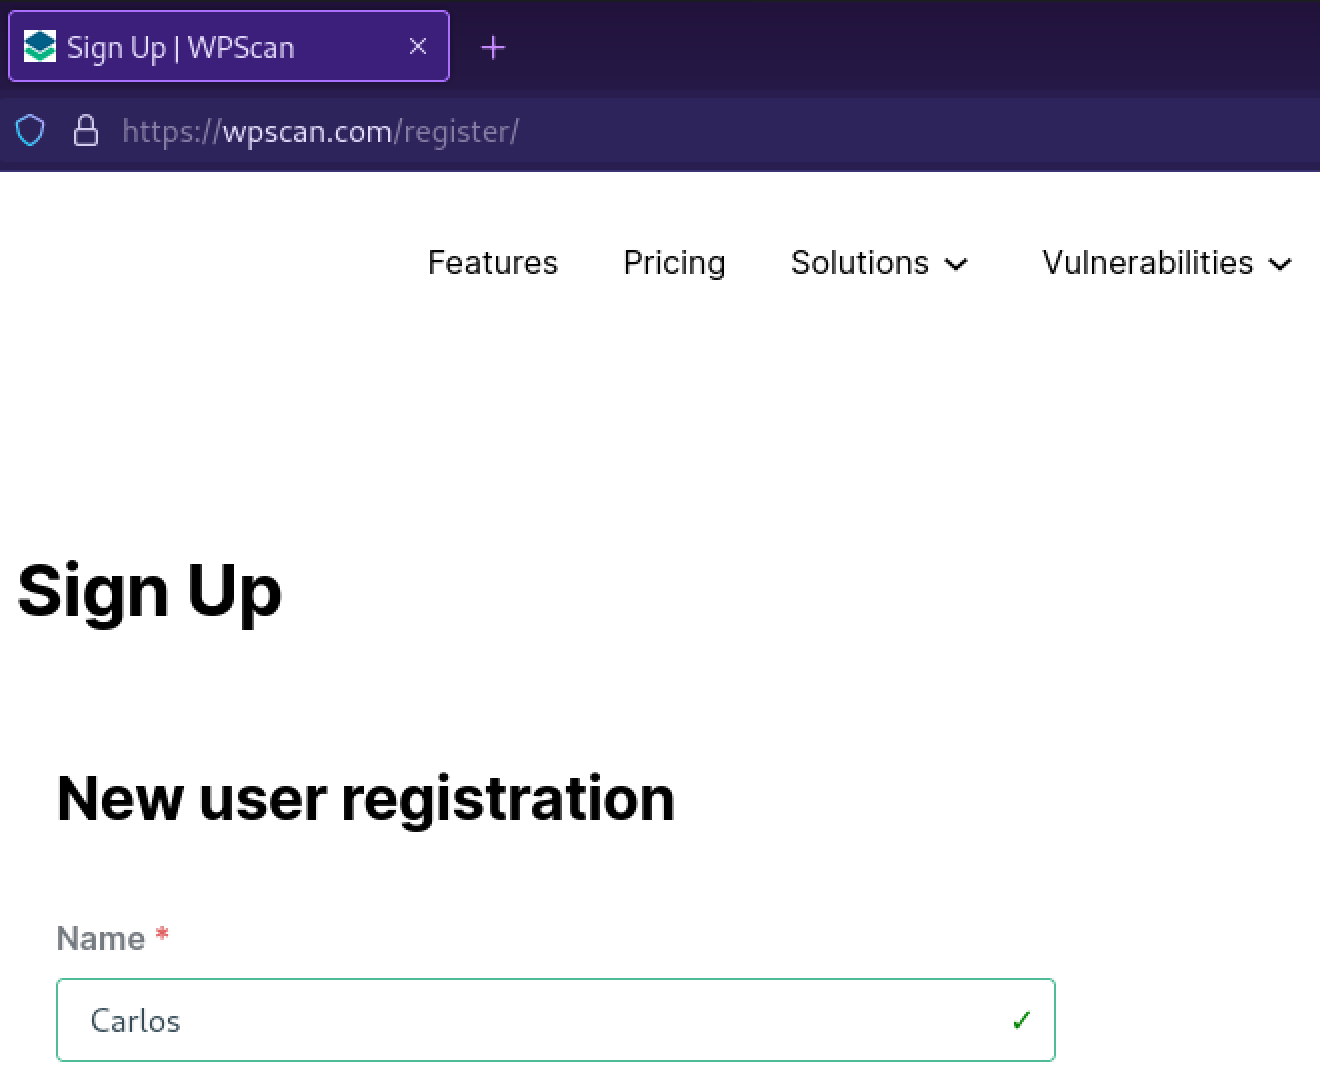 Sign Up | WPScan
https://wpscan.com/register/
Features Pricing Solutions Vulnerabilities
Sign Up
New user registration
Name *
Carlos